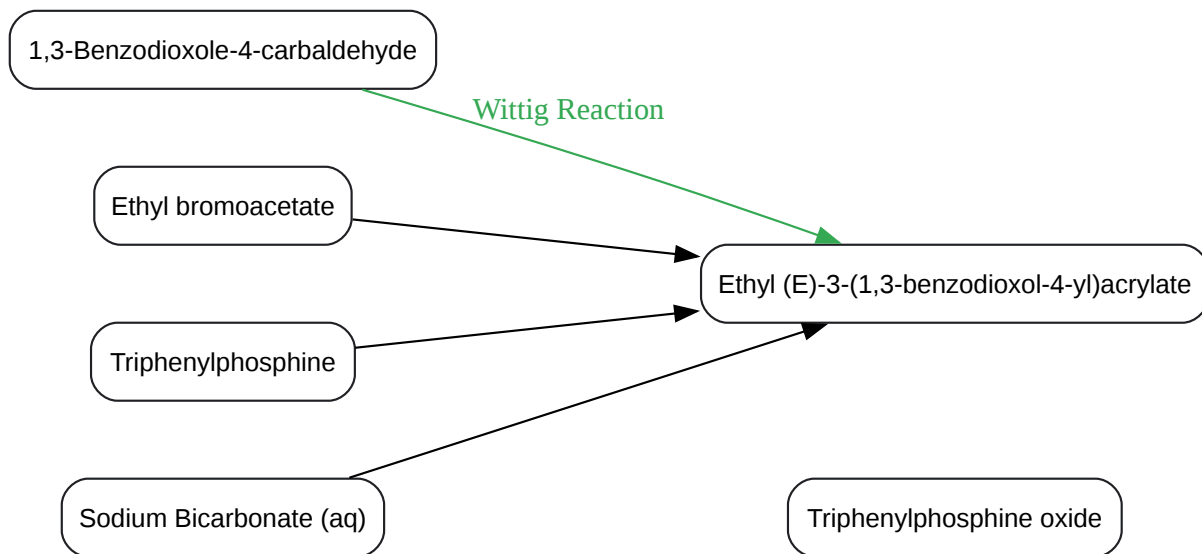 1,3-Benzodioxole-4-carbaldehyde
Wittig Reaction
Ethyl bromoacetate
Ethyl (E)-3-(1,3-benzodioxol-4-yl)acrylate
Triphenylphosphine
Sodium Bicarbonate (aq)
Triphenylphosphine oxide